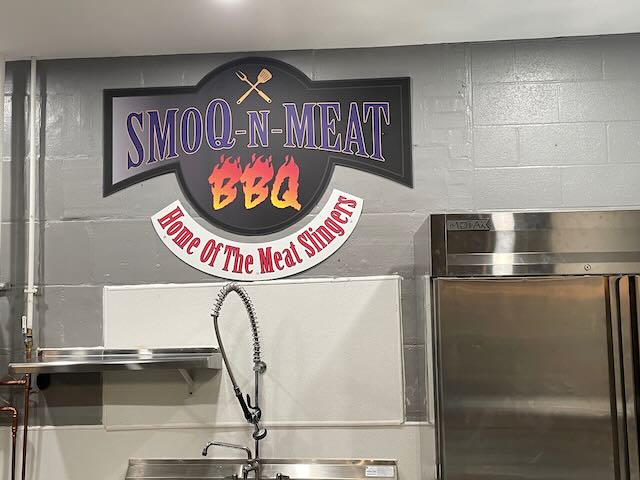 SMOQ-N-MEAT
BBQ
Home Of The Meat Slingers